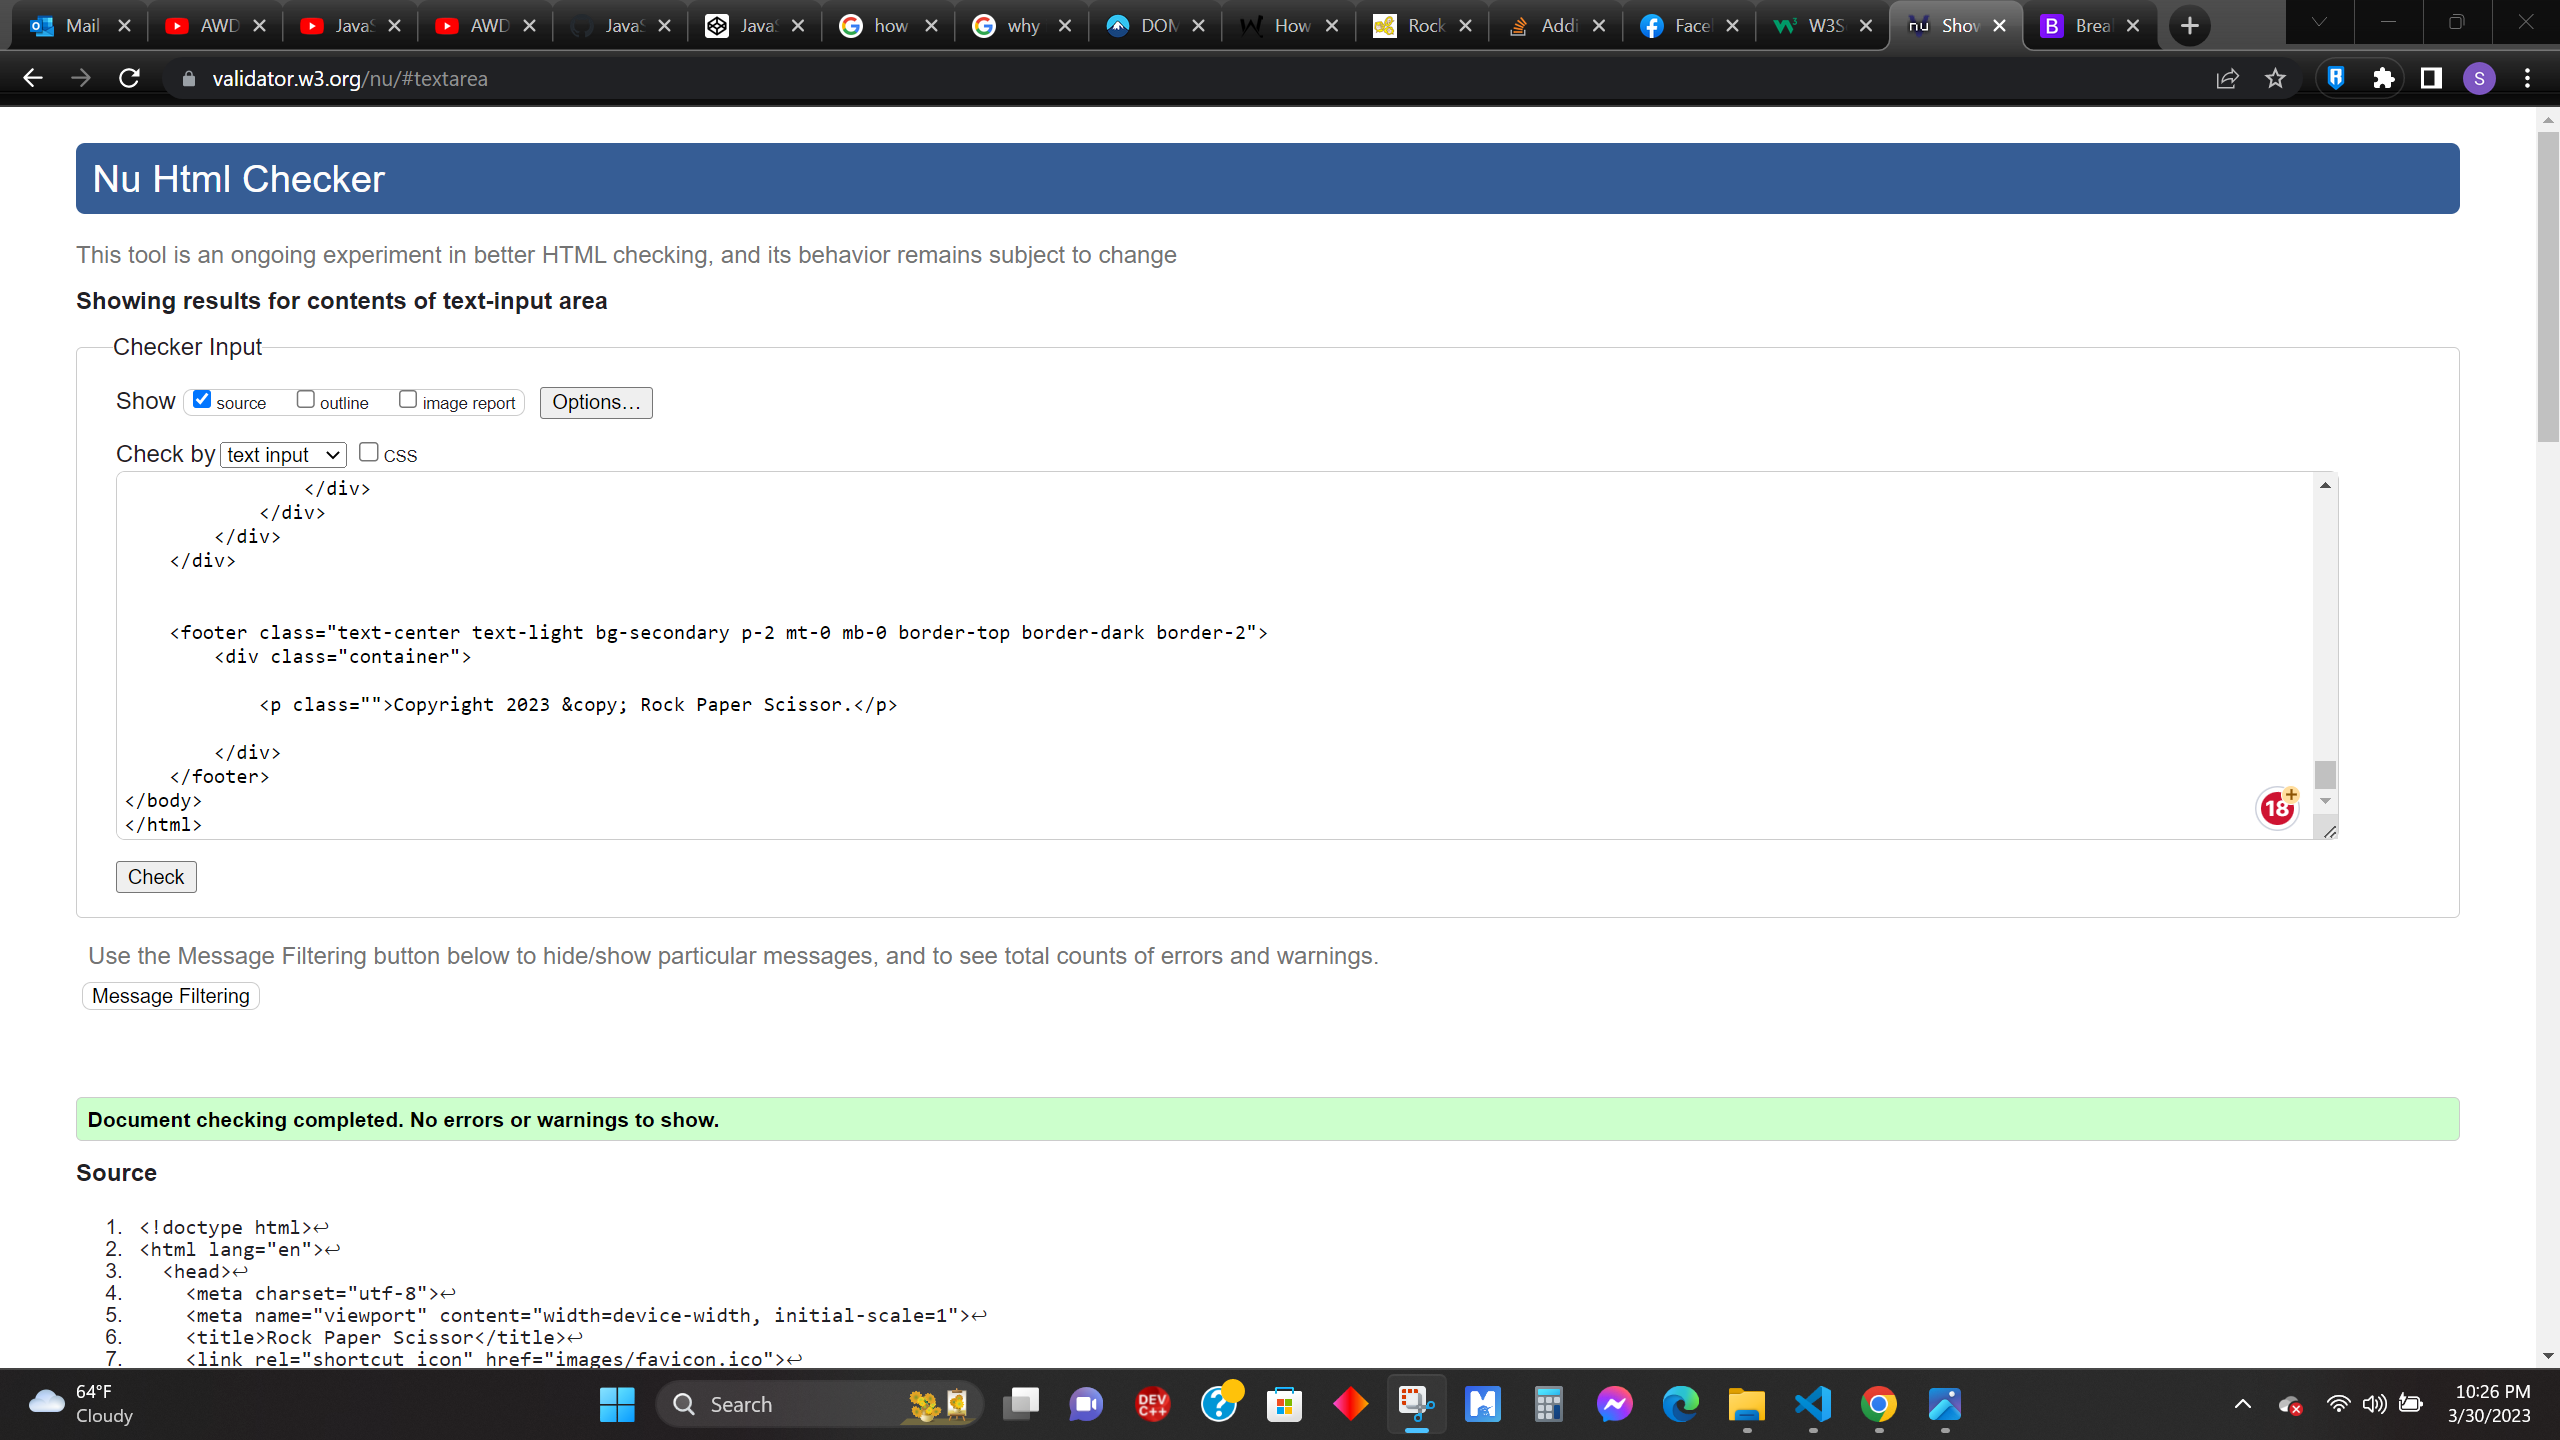 Mail
AWD
Java
AWD
Java
Java
how
why
DOM
How
Rock
Addi
Face
W3S
nu Show
B Brea
validator.w3.org/nu/#textarea
S
Nu Html Checker
This tool is an ongoing experiment in better HTML checking, and its behavior remains subject to change
Showing results for contents of text-input area
Checker Input
Show source outline image report Options...
Check by text input CSS
</div>
</div>
</div>
</div>
<footer class="text-center text-light bg-secondary p-2 mt-0 mb-0 border-top border-dark border-2">
<div class="container">
<p class="">Copyright 2023 &copy; Rock Paper Scissor.</p>
</div>
</footer>
</body>
</html>
18+
Check
Use the Message Filtering button below to hide/show particular messages, and to see total counts of errors and warnings.
Message Filtering
Document checking completed. No errors or warnings to show.
Source
1. <!doctype html>↩
2. <html lang="en">↩
3. <head>↩
4. <meta charset="utf-8">↩
5. <meta name="viewport" content="width=device-width, initial-scale=1">↩
6. <title>Rock Paper Scissor</title>↩
7. <link rel="shortcut icon" href="images/favicon.ico">↩
64°F
Cloudy
Search
DEV C++
10:26 PM
3/30/2023